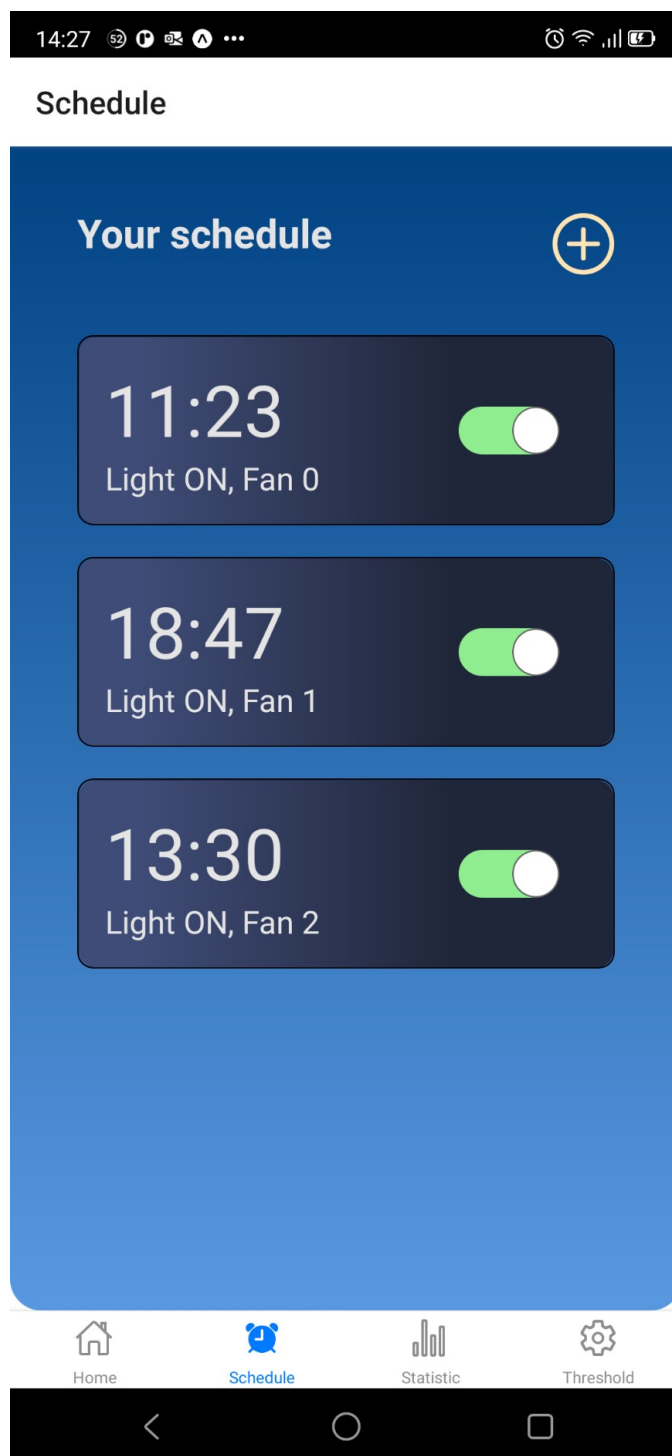 14:27 52
Schedule
Your schedule
11:23
Light ON, Fan 0
18:47
Light ON, Fan 1
13:30
Light ON, Fan 2
Home Schedule Statistic Threshold